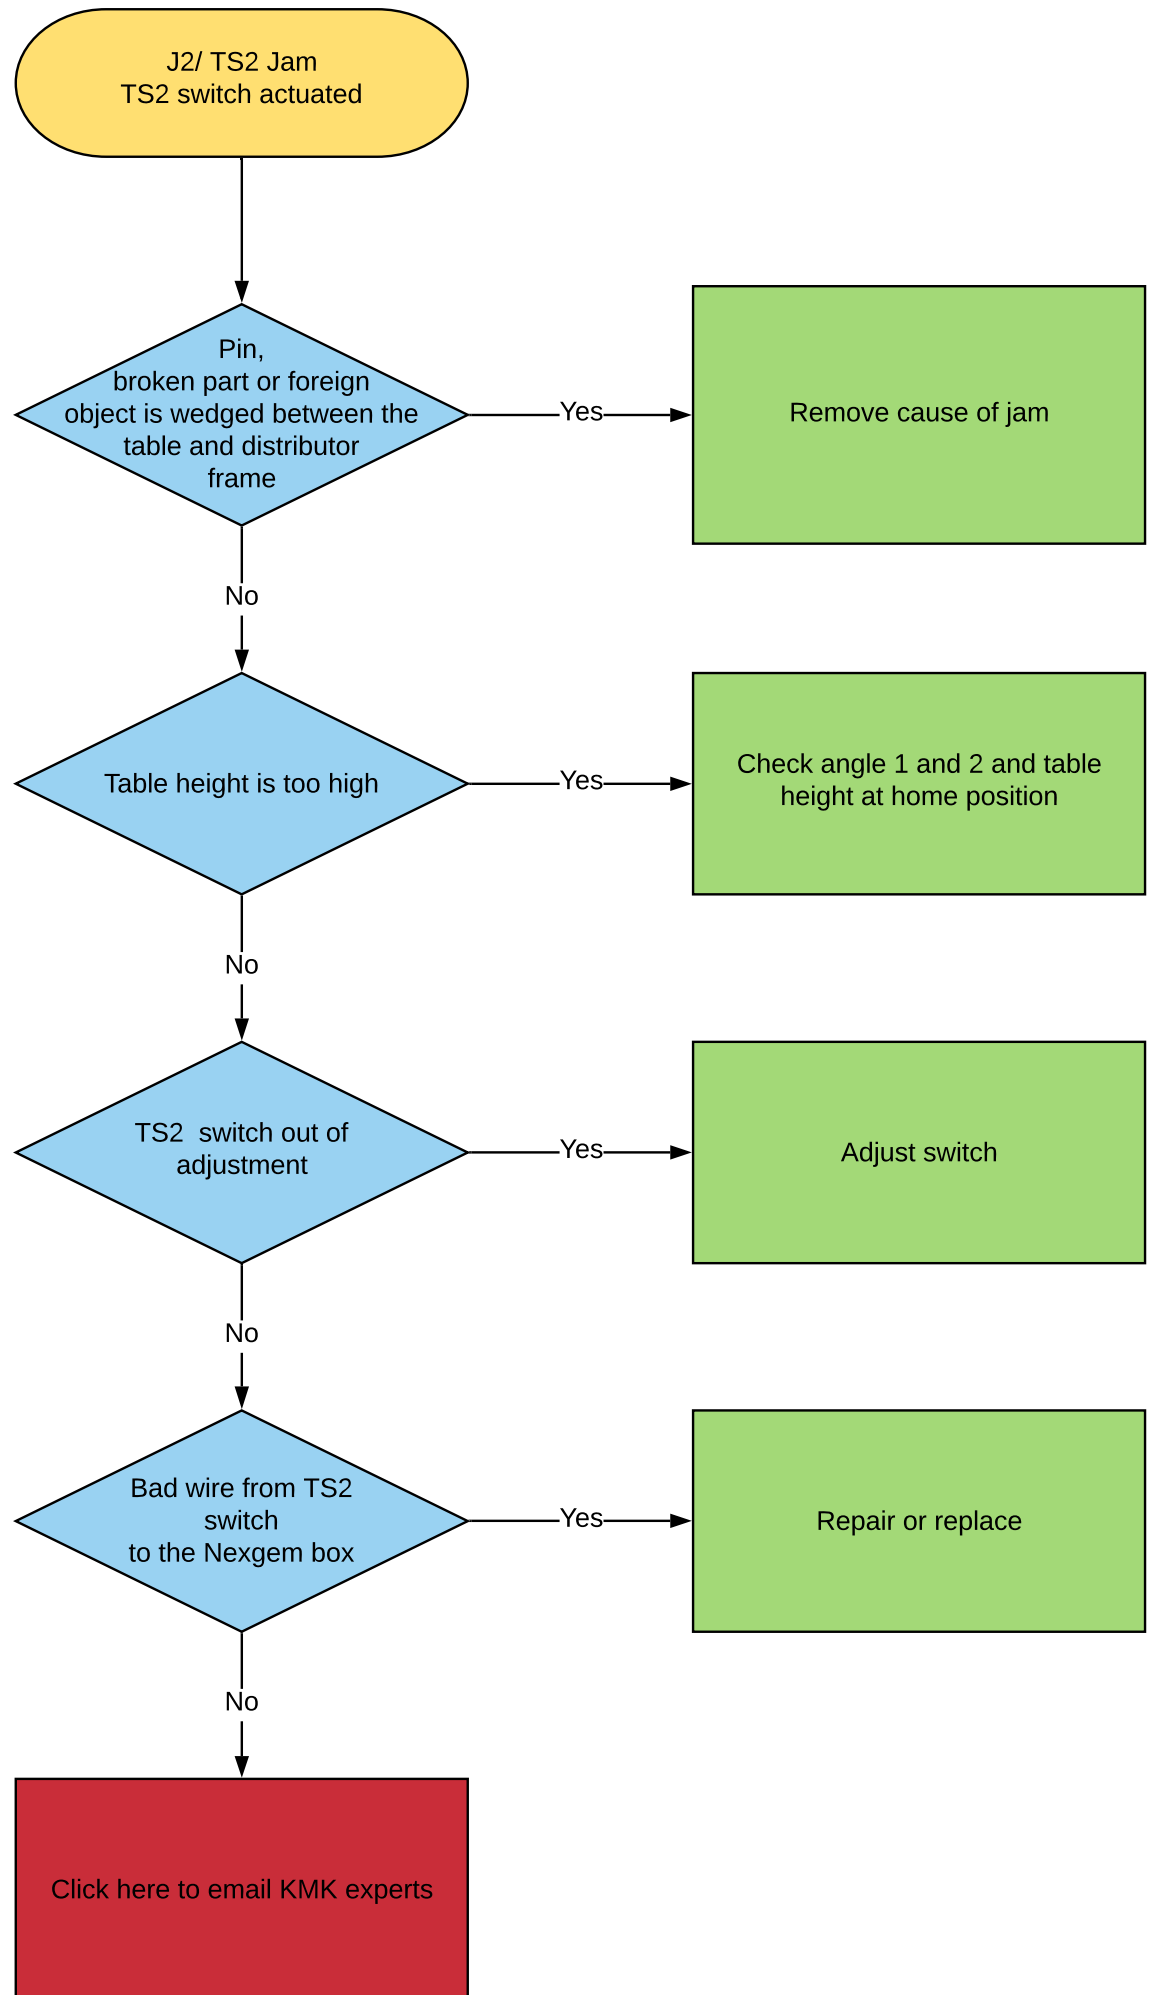 J2/ TS2 Jam
TS2 switch actuated
Pin,
broken part or foreign
object is wedged between the
table and distributor
frame
Yes
Remove cause of jam
No
Table height is too high
Yes
Check angle 1 and 2 and table
height at home position
No
TS2  switch out of
adjustment
Yes
Adjust switch
No
Bad wire from TS2
switch
to the Nexgem box
Yes
Repair or replace
No
Click here to email KMK experts